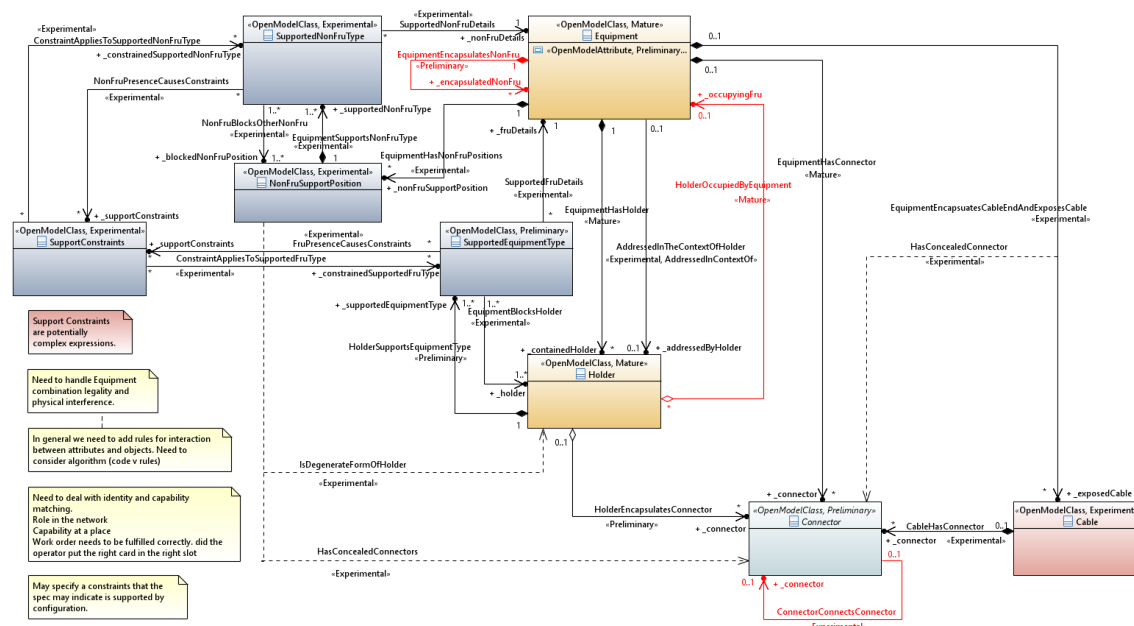 «OpenModelClass, Experimental»
SupportedNonFruType
«Experimental»
SupportedNonFruDetails
*
1
+ _nonFruDetails
«OpenModelClass, Mature»
Equipment
«OpenModelAttribute, Preliminary...
«Experimental»
ConstraintAppliesToSupportedNonFruType
*
+ _constrainedSupportedNonFruType
NonFruPresenceCausesConstraints
*
«Experimental»
EquipmentEncapsulatesNonFru
«Preliminary»
1
+ _encapsulatedNonFru
*
0..1
0..1
+ _occupyingFru
0..1
1..*
1..*
+ _supportedNonFruType
NonFruBlocksOtherNonFru
«Experimental»
EquipmentSupportsNonFruType
«Experimental»
+ _blockedNonFruPosition
1..*
1
1
+ _fruDetails
1
1
0..1
EquipmentHasNonFruPositions
*
«Experimental»
+ _nonFruSupportPosition
«OpenModelClass, Experimental»
NonFruSupportPosition
SupportedFruDetails
«Experimental»
EquipmentHasConnector
«Mature»
HolderOccupiedByEquipment
«Mature»
EquipmentEncapsuatesCableEndAndExposesCable
«Experimental»
*
*
+ _supportConstraints
«OpenModelClass, Experimental»
SupportConstraints
«Experimental»
+ _supportConstraints
FruPresenceCausesConstraints
*
*
ConstraintAppliesToSupportedFruType
*
*
«Experimental»
+ _constrainedSupportedFruType
«OpenModelClass, Preliminary»
SupportedEquipmentType
EquipmentHasHolder
«Mature»
AddressedInTheContextOfHolder
«Experimental, AddressedInContextOf»
HasConcealedConnector
«Experimental»
+ _supportedEquipmentType
1..*
1..*
EquipmentBlocksHolder
«Experimental»
Support Constraints
are potentially
complex expressions.
HolderSupportsEquipmentType
«Preliminary»
+ _containedHolder
*
0..1
+ _addressedByHolder
«OpenModelClass, Mature»
Holder
1..*
+ _holder
1
*
0..1
Need to handle Equipment
combination legality and
physical interference.
In general we need to add rules for interaction
between attributes and objects. Need to
consider algorithm (code v rules)
IsDegenerateFormOfHolder
«Experimental»
Need to deal with identity and capability
matching.
Role in the network
Capability at a place
Work order needs to be fulfilled correctly. did the
operator put the right card in the right slot
+ _connector
*
*
+ _exposedCable
HolderEncapsulatesConnector
*
«Preliminary»
+ _connector
«OpenModelClass, Preliminary»
Connector
*
CableHasConnector
0..1
+ _connector
«Experimental»
«OpenModelClass, Experiment
Cable
HasConcealedConnectors
«Experimental»
0..1
0..1
+ _connector
May specify a constraints that the
spec may indicate is supported by
configuration.
ConnectorConnectsConnector
«Experimental»